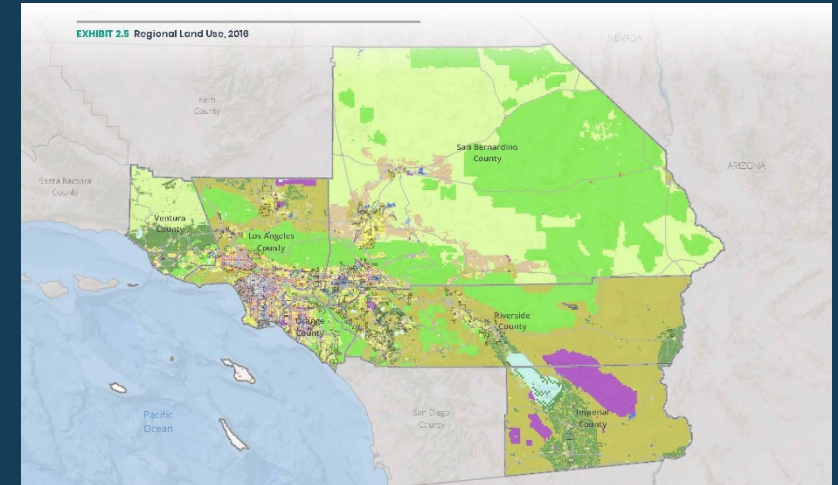 EXHIBIT 2.5 Regional Land Use, 2016
NEVADA
Kern
County
San Bernardino
County
ARIZONA
Santa Barbara
County
Ventura
County
Los Angeles
County
Orange
County
Riverside
County
Pacific
Ocean
San Diego
County
Imperial
County